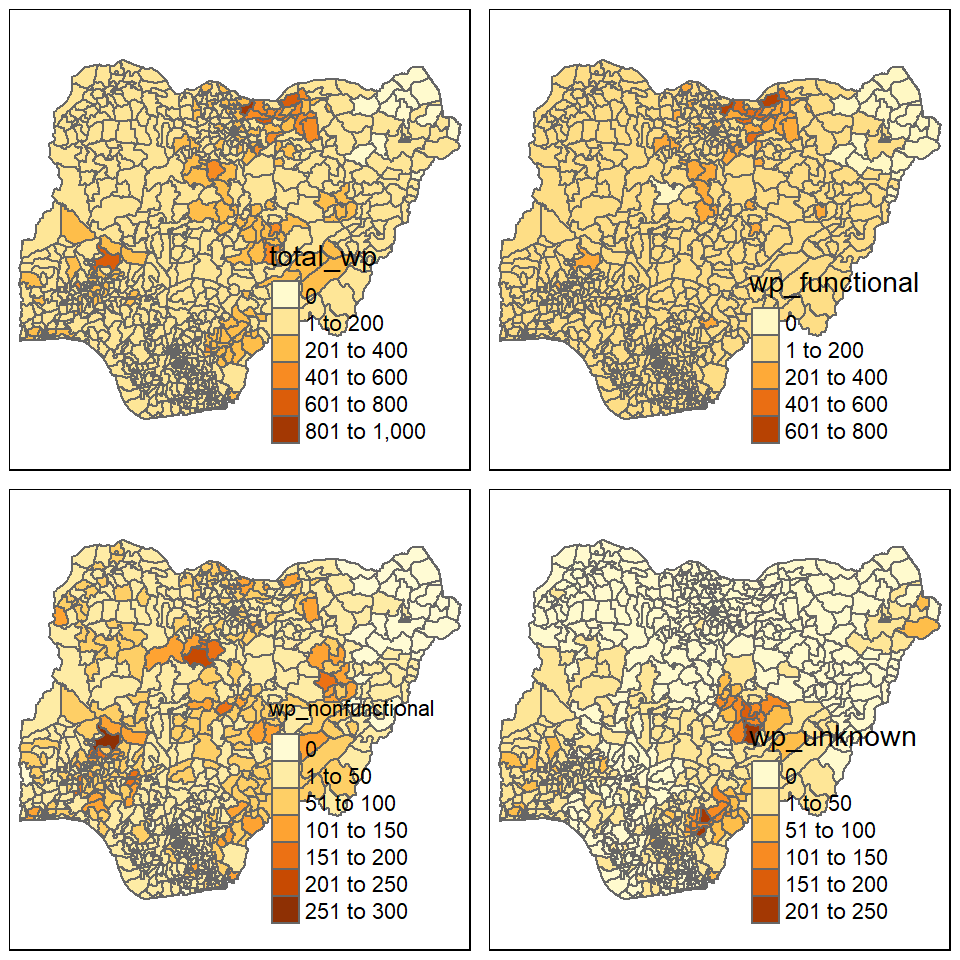 total_wp
0
1 to 200
201 to 400
401 to 600
601 to 800
801 to 1,000
wp_functional
0
1 to 200
201 to 400
401 to 600
601 to 800
wp_nonfunctional
0
1 to 50
51 to 100
101 to 150
151 to 200
201 to 250
251 to 300
wp_unknown
0
1 to 50
51 to 100
101 to 150
151 to 200
201 to 250